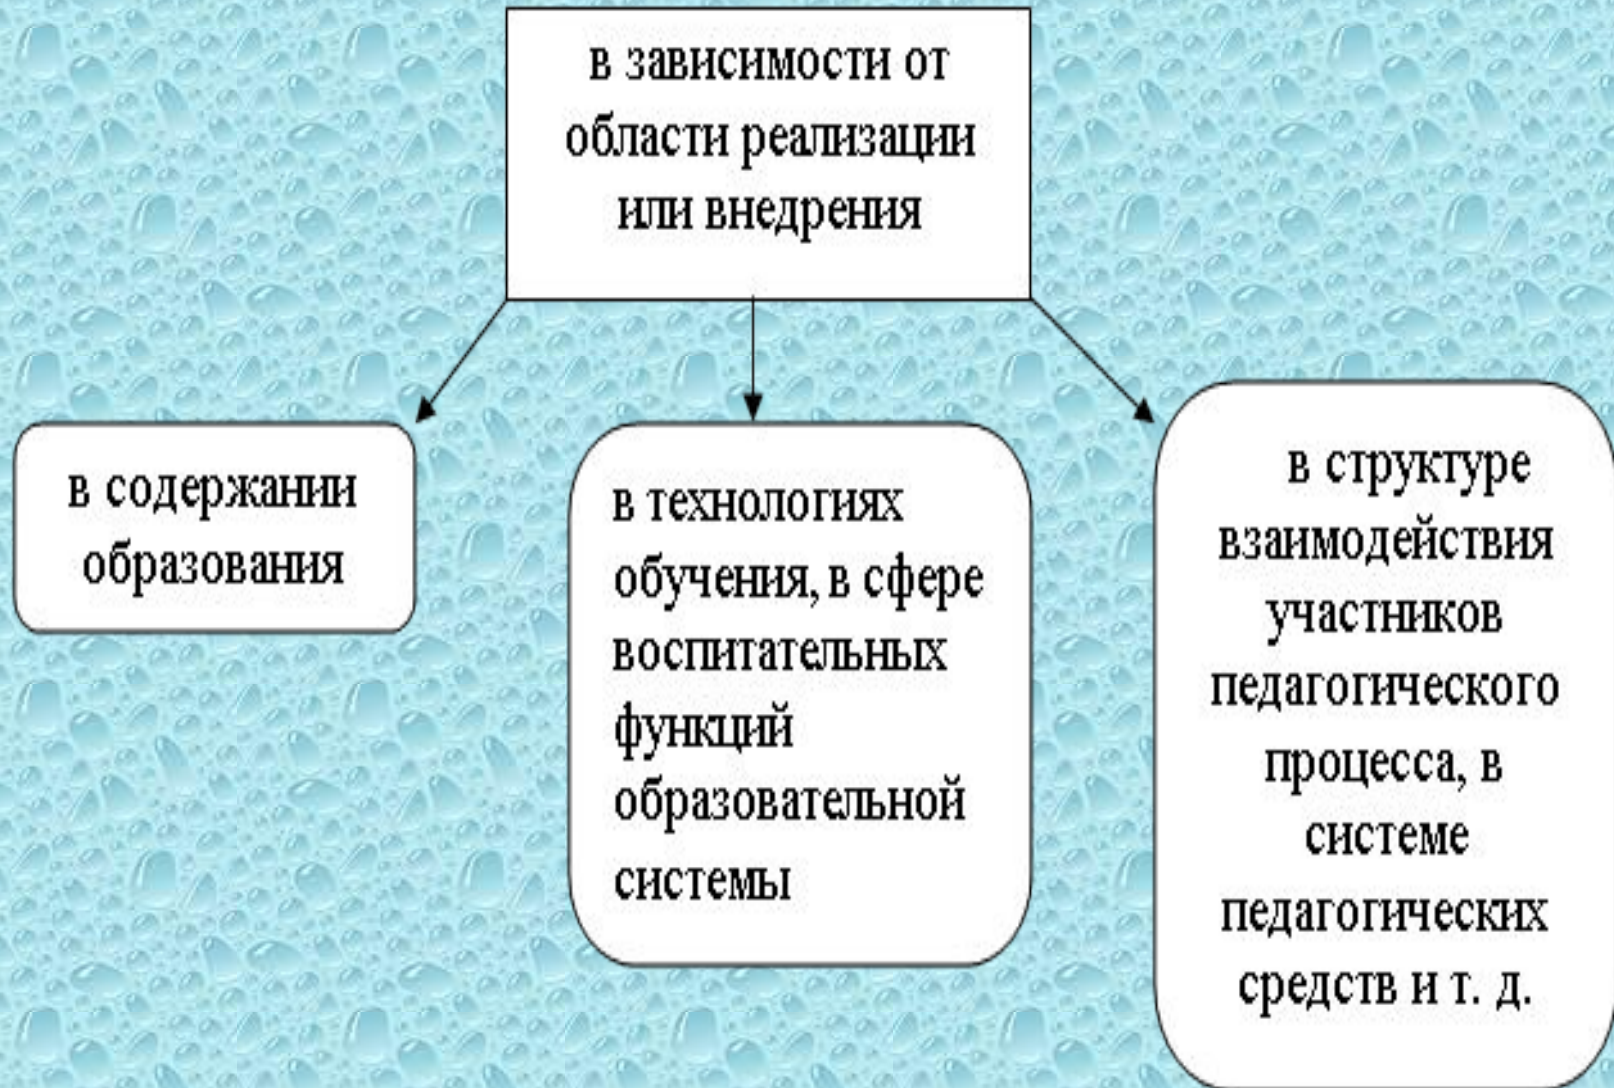 в зависимости от
области реализации
или внедрения
в содержании
образования
в технологиях
обучения, в сфере
воспитательных
функций
образовательной
системы
в структуре
взаимодействия
участников
педагогического
процесса, в
системе
педагогических
средств и т. д.